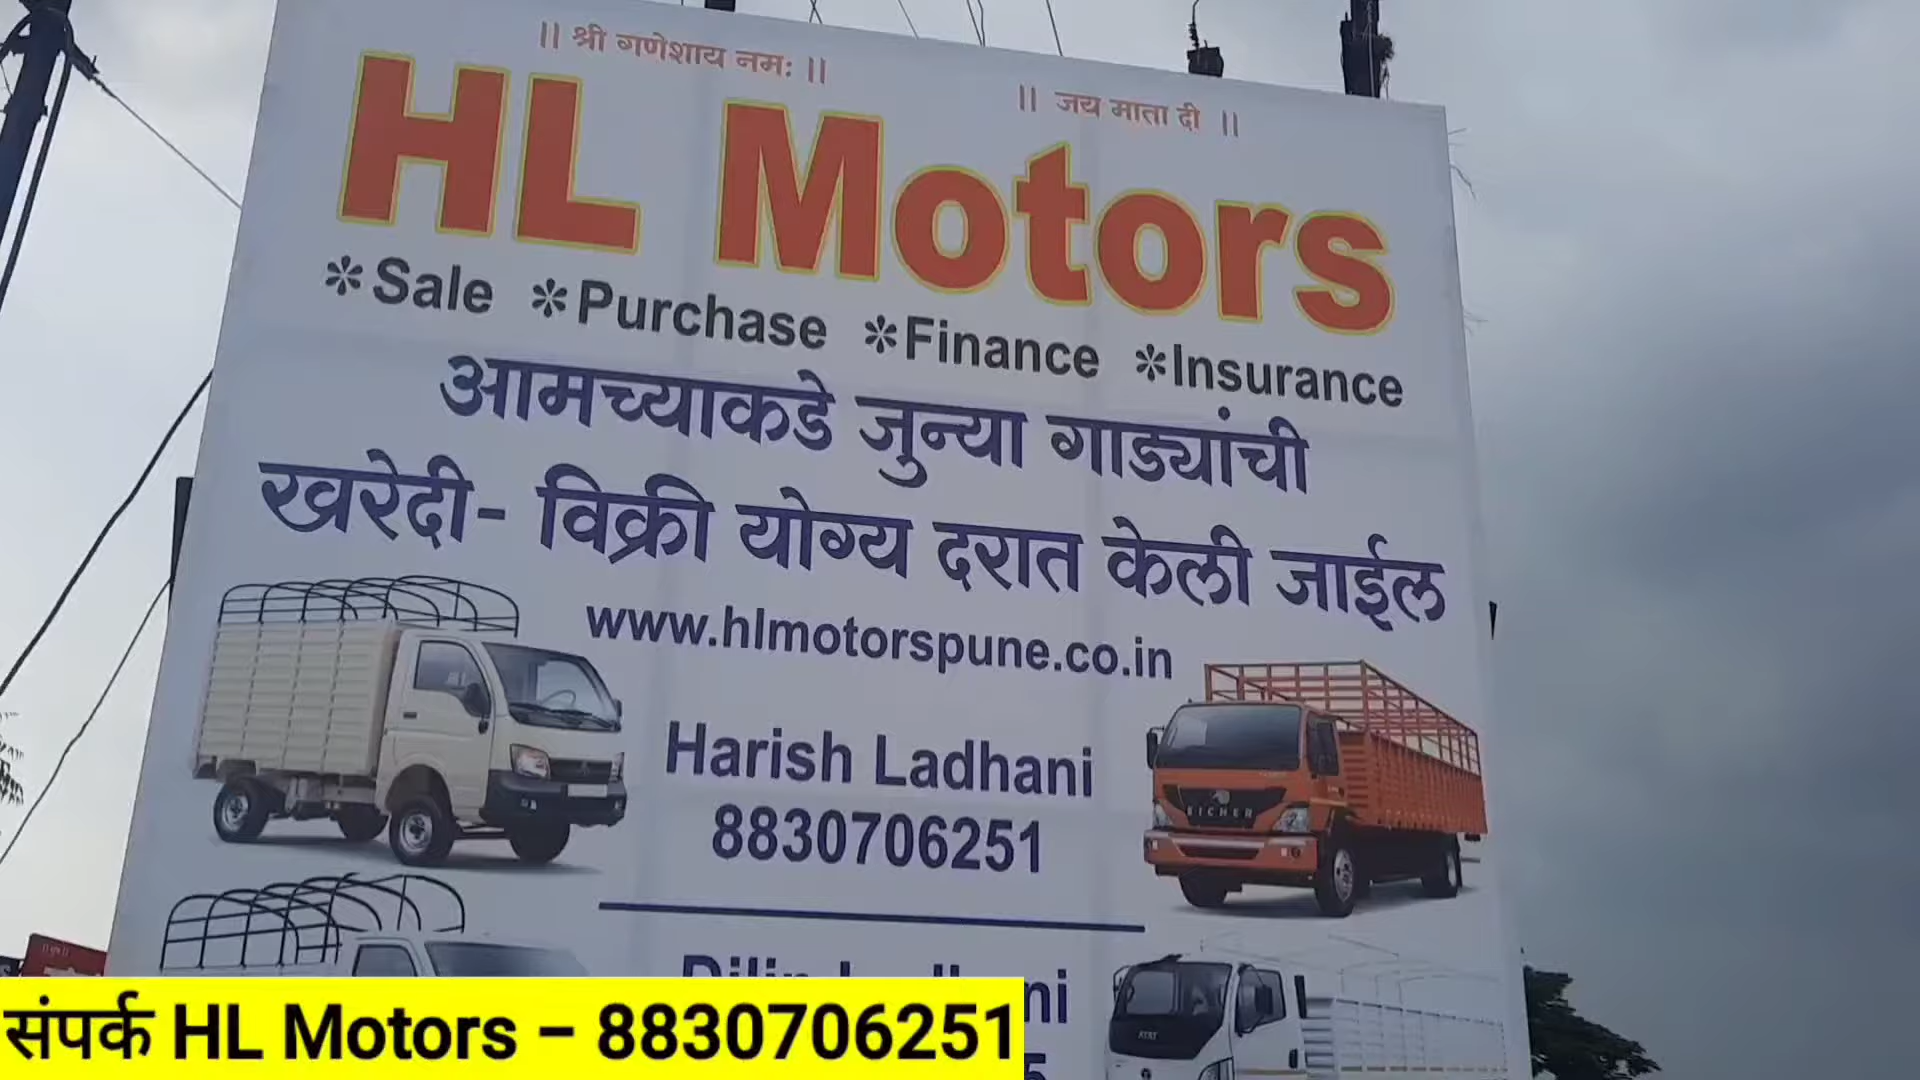 || श्री गणेशाय नमः ||
|| जय माता दी ||
HL Motors
*Sale *Purchase *Finance *Insurance
आमच्याकडे जुन्या गाड्यांची
खरेदी- विक्री योग्य दरात केली जाईल
www.hlmotorspune.co.in
Harish Ladhani
8830706251
EICHER
संपर्क HL Motors – 8830706251